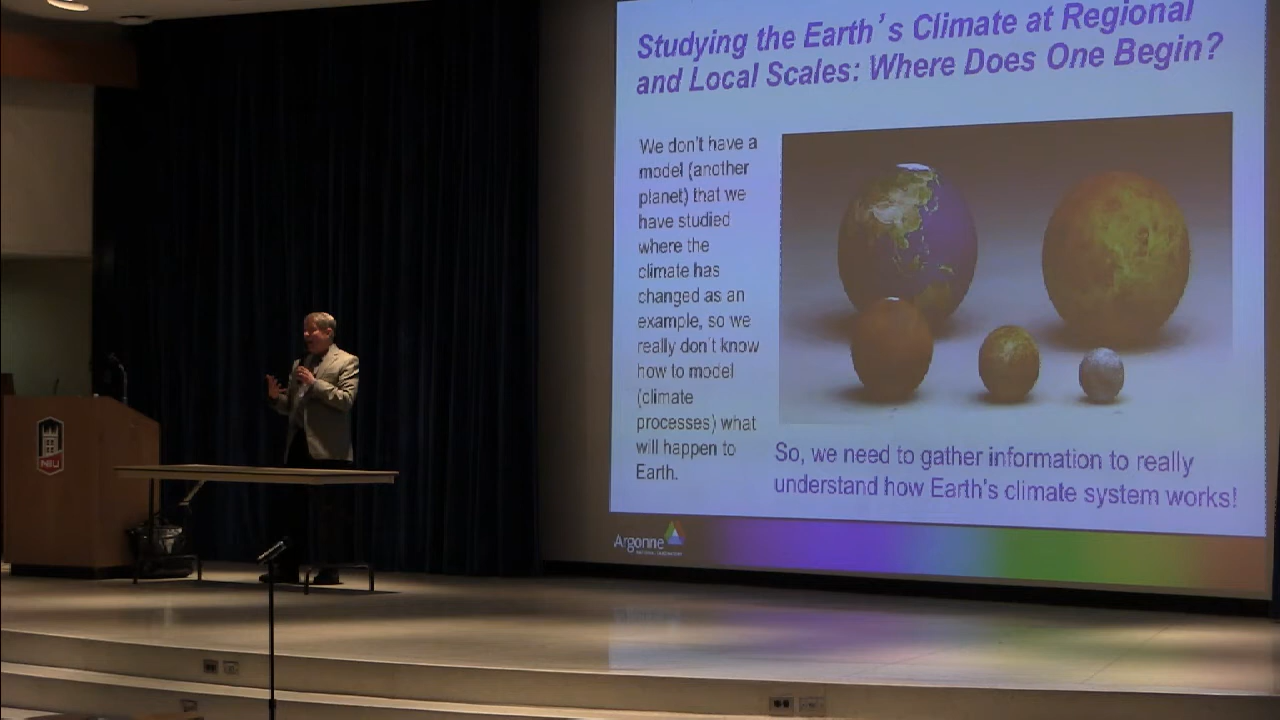 Studying the Earth's Climate at Regional
and Local Scales: Where Does One Begin?
We don't have a
model (another
planet) that we
have studied
where the
climate has
changed as an
example, so we
really don't know
how to model
(climate
processes) what
will happen to
Earth.
So, we need to gather information to really
understand how Earth's climate system works!
Argonne
NIU